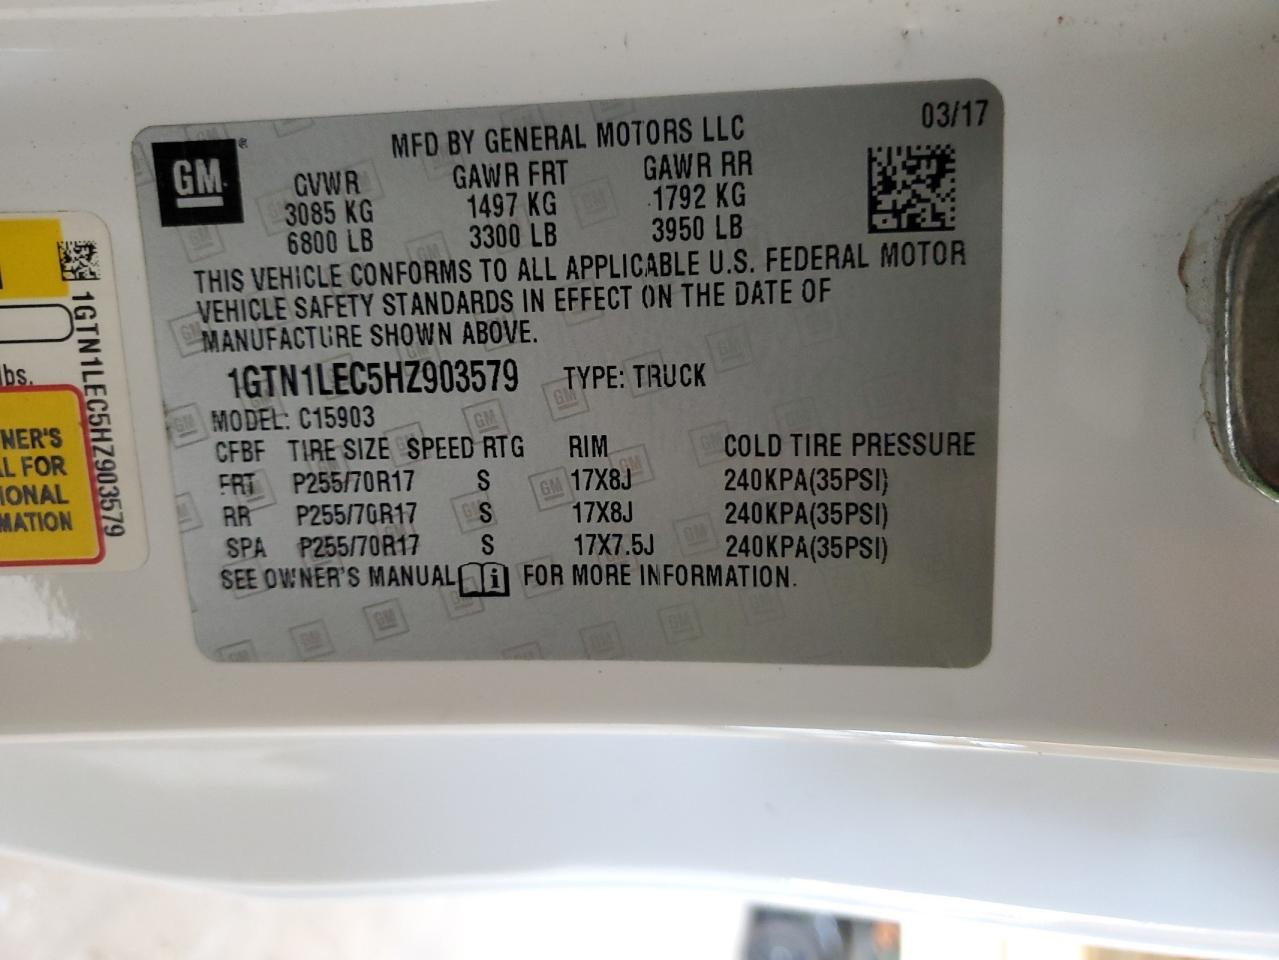 03/17
MFD BY GENERAL MOTORS LLC
GM®
GVWR GAWR FRT GAWR RR
3085 KG 1497 KG 1792 KG
6800 LB 3300 LB 3950 LB
THIS VEHICLE CONFORMS TO ALL APPLICABLE U.S. FEDERAL MOTOR
VEHICLE SAFETY STANDARDS IN EFFECT ON THE DATE OF
MANUFACTURE SHOWN ABOVE.
1GTN1LEC5HZ903579 TYPE: TRUCK
MODEL: C15903
CFBF TIRE SIZE SPEED RTG RIM COLD TIRE PRESSURE
FRT P255/70R17 S 17X8J 240KPA(35PSI)
RR P255/70R17 S 17X8J 240KPA(35PSI)
SPA P255/70R17 S 17X7.5J 240KPA(35PSI)
SEE OWNER'S MANUAL i FOR MORE INFORMATION.
1GTN1LEC5HZ903579
lbs.
NER'S
AL FOR
IONAL
MATION